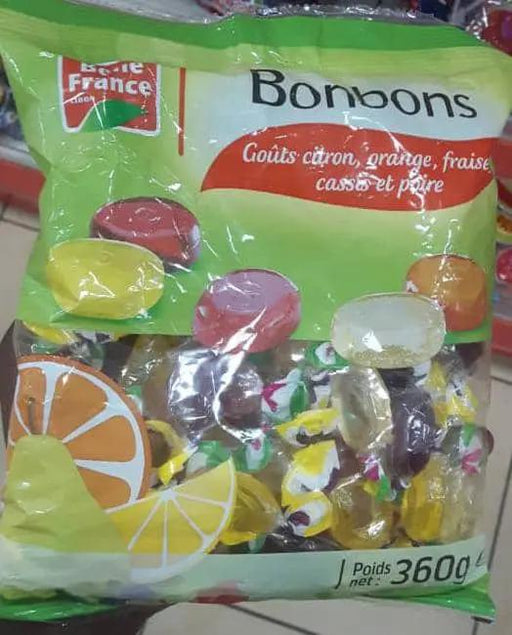 Belle
France
Bonbons
Goûts citron, orange, fraise
cassis et poire
Poids
net : 360g e